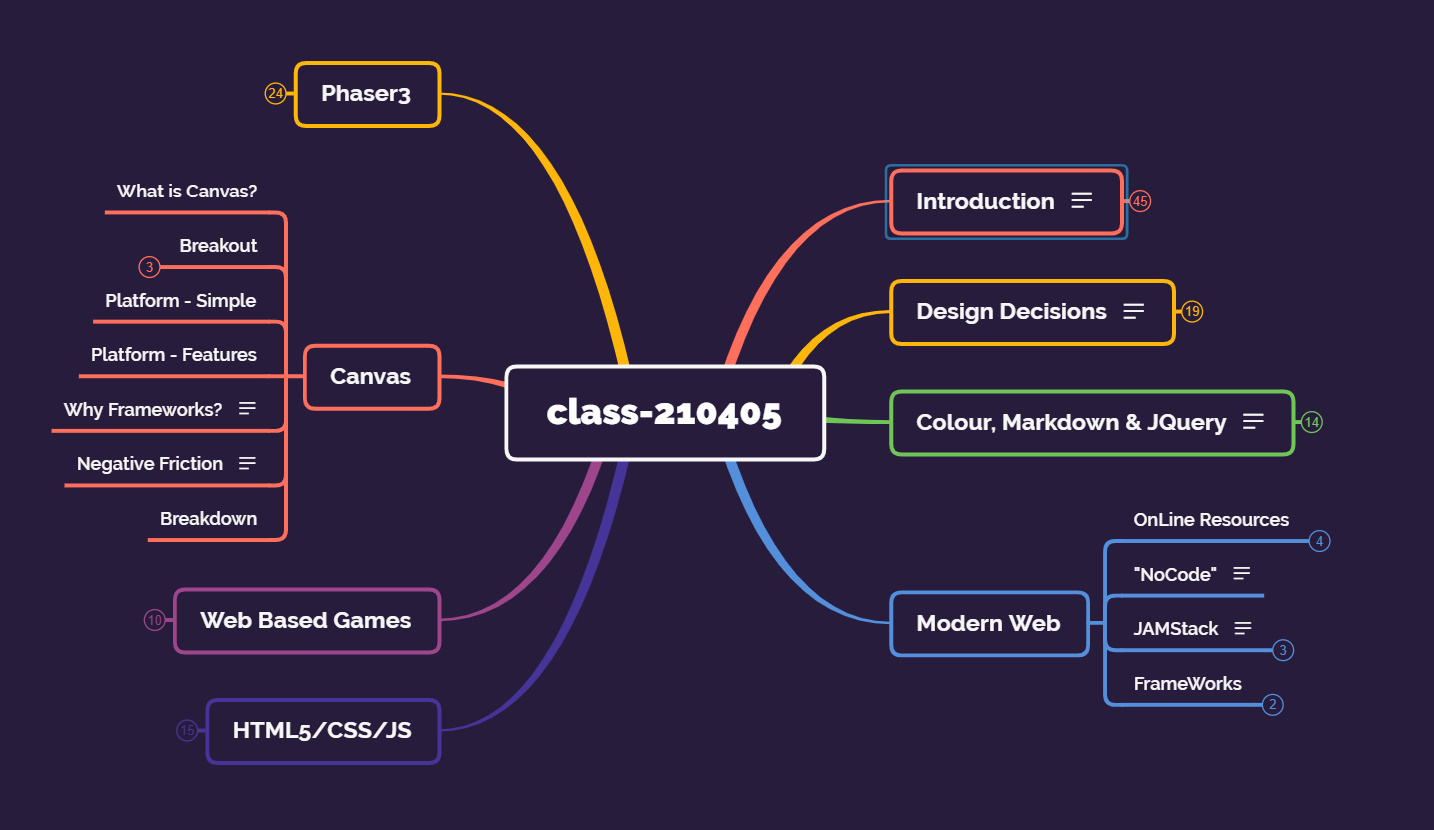 class-210405
Introduction
45
Design Decisions
19
Colour, Markdown & JQuery
14
Modern Web
OnLine Resources
4
"NoCode"
JAMStack
3
FrameWorks
2
Phaser3
24
Canvas
What is Canvas?
Breakout
3
Platform - Simple
Platform - Features
Why Frameworks?
Negative Friction
Breakdown
Web Based Games
10
HTML5/CSS/JS
15